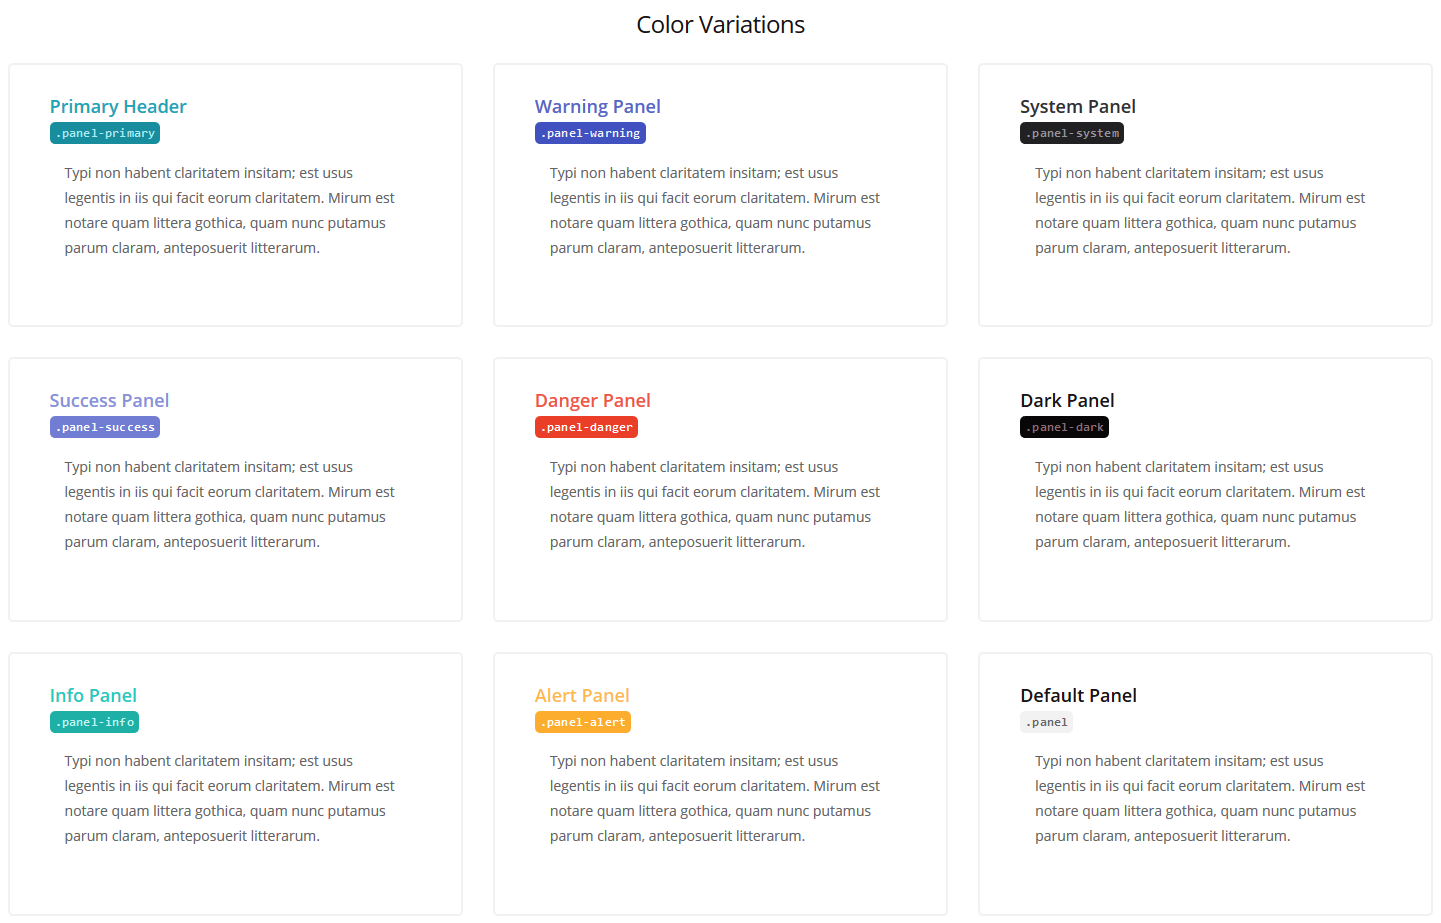 Color Variations
Primary Header
.panel-primary
Typi non habent claritatem insitam; est usus
legentis in iis qui facit eorum claritatem. Mirum est
notare quam littera gothica, quam nunc putamus
parum claram, anteposuerit litterarum.
Warning Panel
.panel-warning
Typi non habent claritatem insitam; est usus
legentis in iis qui facit eorum claritatem. Mirum est
notare quam littera gothica, quam nunc putamus
parum claram, anteposuerit litterarum.
System Panel
.panel-system
Typi non habent claritatem insitam; est usus
legentis in iis qui facit eorum claritatem. Mirum est
notare quam littera gothica, quam nunc putamus
parum claram, anteposuerit litterarum.
Success Panel
.panel-success
Typi non habent claritatem insitam; est usus
legentis in iis qui facit eorum claritatem. Mirum est
notare quam littera gothica, quam nunc putamus
parum claram, anteposuerit litterarum.
Danger Panel
.panel-danger
Typi non habent claritatem insitam; est usus
legentis in iis qui facit eorum claritatem. Mirum est
notare quam littera gothica, quam nunc putamus
parum claram, anteposuerit litterarum.
Dark Panel
.panel-dark
Typi non habent claritatem insitam; est usus
legentis in iis qui facit eorum claritatem. Mirum est
notare quam littera gothica, quam nunc putamus
parum claram, anteposuerit litterarum.
Info Panel
.panel-info
Typi non habent claritatem insitam; est usus
legentis in iis qui facit eorum claritatem. Mirum est
notare quam littera gothica, quam nunc putamus
parum claram, anteposuerit litterarum.
Alert Panel
.panel-alert
Typi non habent claritatem insitam; est usus
legentis in iis qui facit eorum claritatem. Mirum est
notare quam littera gothica, quam nunc putamus
parum claram, anteposuerit litterarum.
Default Panel
.panel
Typi non habent claritatem insitam; est usus
legentis in iis qui facit eorum claritatem. Mirum est
notare quam littera gothica, quam nunc putamus
parum claram, anteposuerit litterarum.